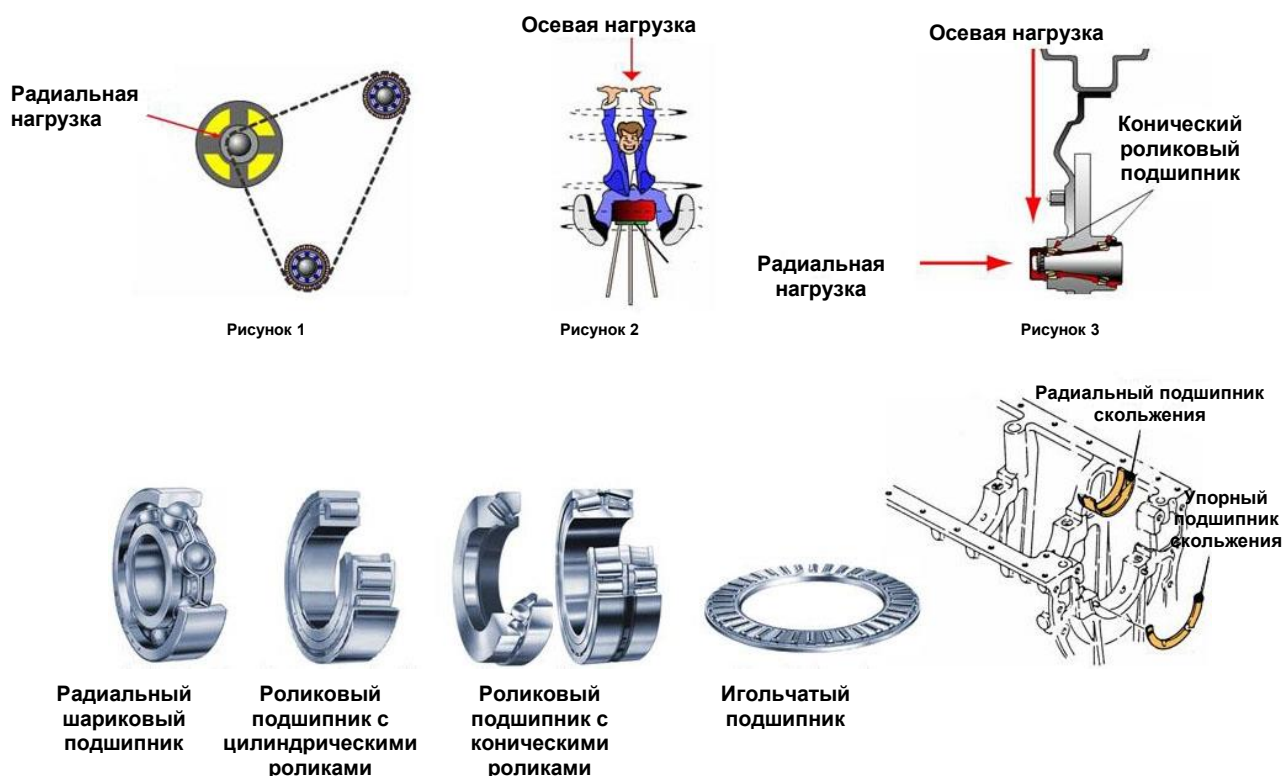 Осевая нагрузка
Осевая нагрузка
Радиальная
нагрузка
Конический
роликовый
подшипник
Радиальная
нагрузка
Рисунок 1
Рисунок 2
Рисунок 3
Радиальный подшипник
скольжения
Упорный
подшипник
скольжения
Радиальный
шариковый
подшипник
Роликовый
подшипник с
цилиндрическими
роликами
Роликовый
подшипник с
коническими
роликами
Игольчатый
подшипник